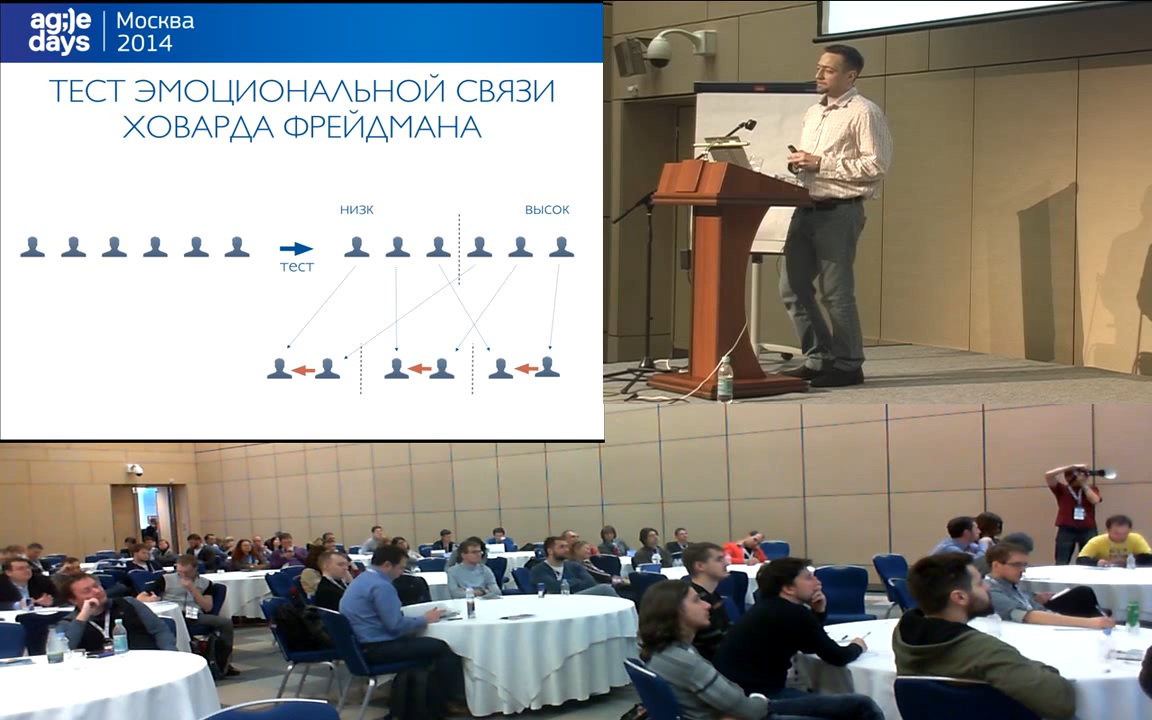 ag;)e
days
Москва
2014
ТЕСТ ЭМОЦИОНАЛЬНОЙ СВЯЗИ
ХОВАРДА ФРЕЙДМАНА
НИЗК
ВЫСОК
тест